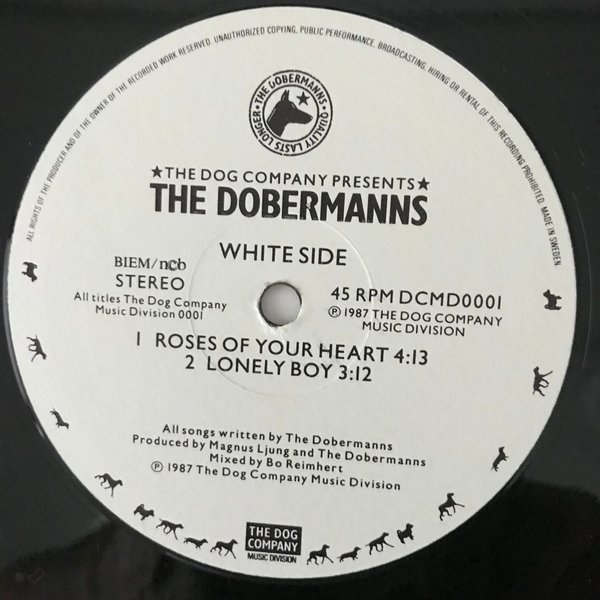 ALL RIGHTS OF THE PRODUCER AND OF THE OWNER OF THE RECORDED WORK RESERVED. UNAUTHORIZED COPYING, PUBLIC PERFORMANCE, BROADCASTING, HIRING OR RENTAL OF THIS RECORDING PROHIBITED. MADE IN SWEDEN.
THE DOBERMANNS • QUALITY LASTS LONGER •
★THE DOG COMPANY PRESENTS★
THE DOBERMANNS
WHITE SIDE
BIEM/ncb
STEREO
All titles The Dog Company
Music Division 0001
45 RPM DCMD0001
℗ 1987 THE DOG COMPANY
MUSIC DIVISION
1 ROSES OF YOUR HEART 4:13
2 LONELY BOY 3:12
All songs written by The Dobermanns
Produced by Magnus Ljung and The Dobermanns
Mixed by Bo Reimhert
℗ 1987 The Dog Company Music Division
THE DOG
COMPANY
MUSIC DIVISION